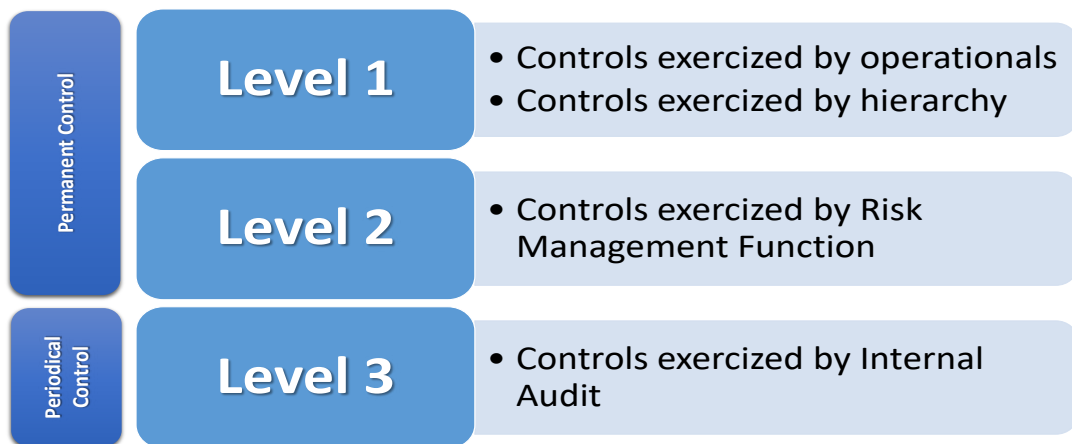 Permanent Control
Level 1
• Controls exercized by operationals
• Controls exercized by hierarchy
Level 2
• Controls exercized by Risk
Management Function
Periodical
Control
Level 3
• Controls exercized by Internal
Audit